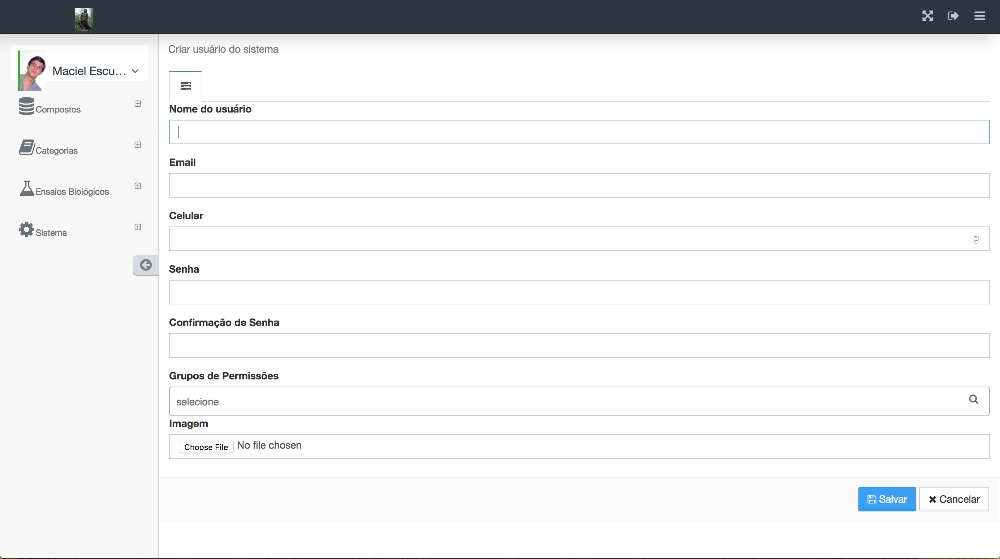 Maciel Escu...
Compostos
Categorias
Ensaios Biológicos
Sistema
Criar usuário do sistema
Nome do usuário
Email
Celular
Senha
Confirmação de Senha
Grupos de Permissões
selecione
Imagem
Choose File No file chosen
Salvar
Cancelar